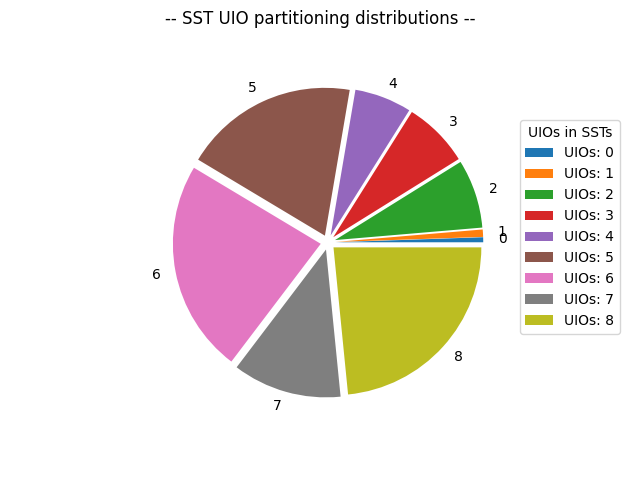 -- SST UIO partitioning distributions --
5
4
3
2
1
0
6
7
8
UIOs in SSTs
UIOs: 0
UIOs: 1
UIOs: 2
UIOs: 3
UIOs: 4
UIOs: 5
UIOs: 6
UIOs: 7
UIOs: 8